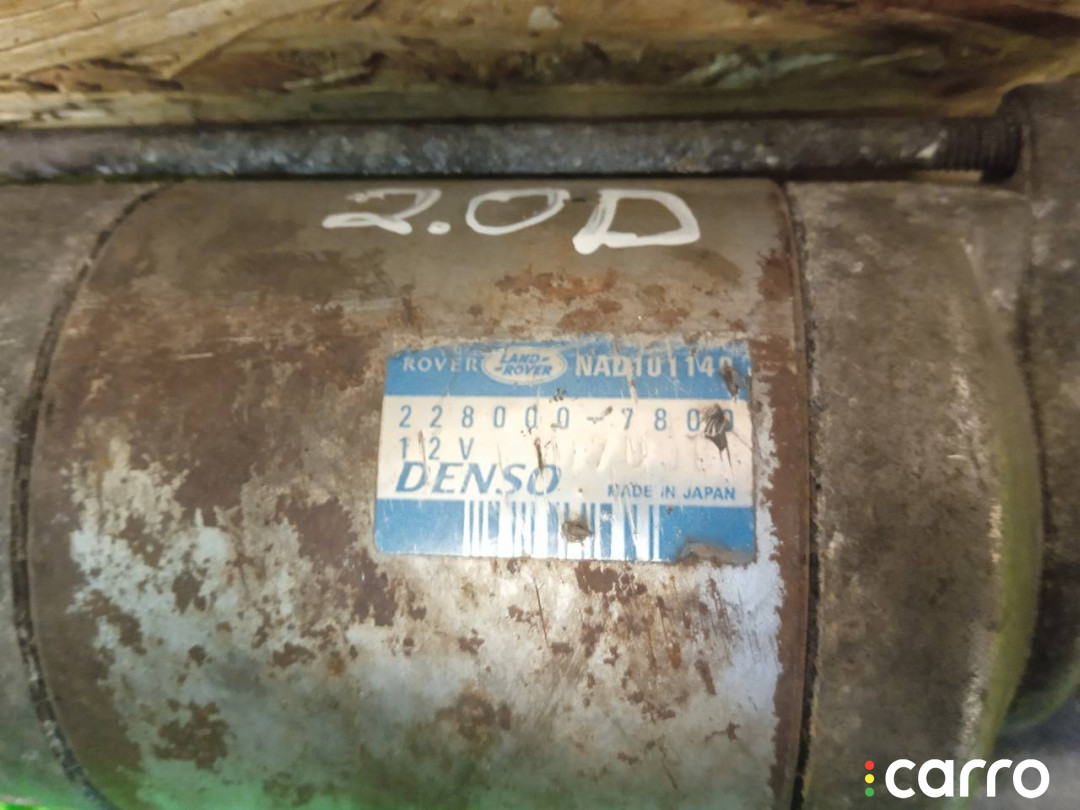 2.0D
ROVER LAND-ROVER NAD101140
228000-7800
12V
DENSO MADE IN JAPAN
carro